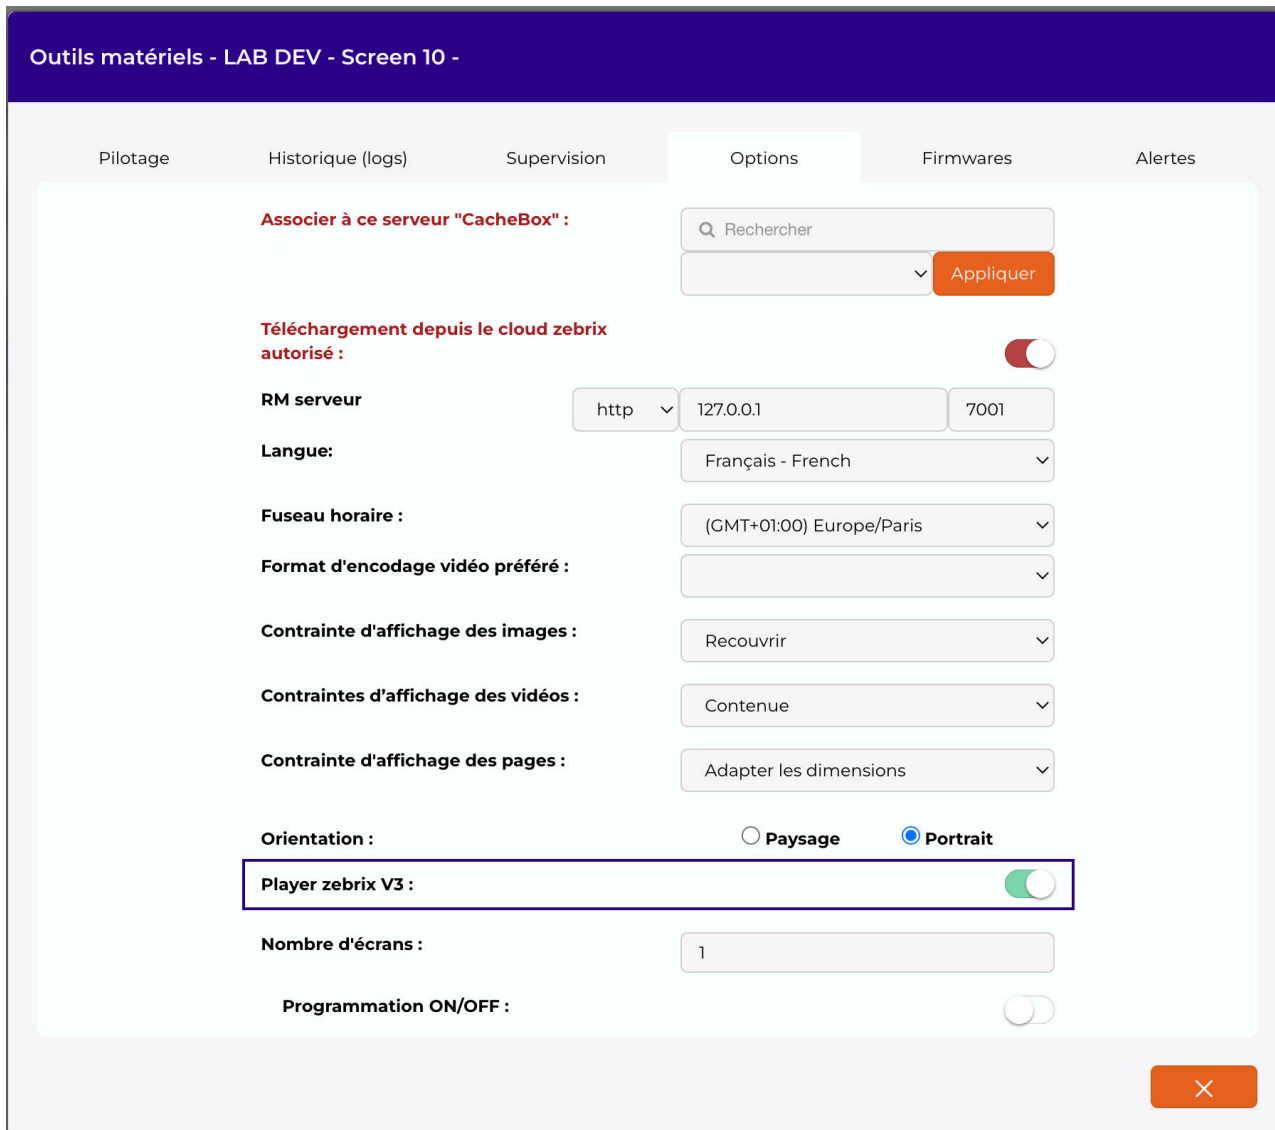 Outils matériels - LAB DEV - Screen 10 -
Pilotage Historique (logs) Supervision Options Firmwares Alertes
Associer à ce serveur "CacheBox" :
Rechercher
Appliquer
Téléchargement depuis le cloud zebrix
autorisé :
RM serveur http 127.0.0.1 7001
Langue: Français - French
Fuseau horaire : (GMT+01:00) Europe/Paris
Format d'encodage vidéo préféré :
Contrainte d'affichage des images : Recouvrir
Contraintes d’affichage des vidéos : Contenue
Contrainte d'affichage des pages : Adapter les dimensions
Orientation : Paysage Portrait
Player zebrix V3 :
Nombre d'écrans : 1
Programmation ON/OFF :